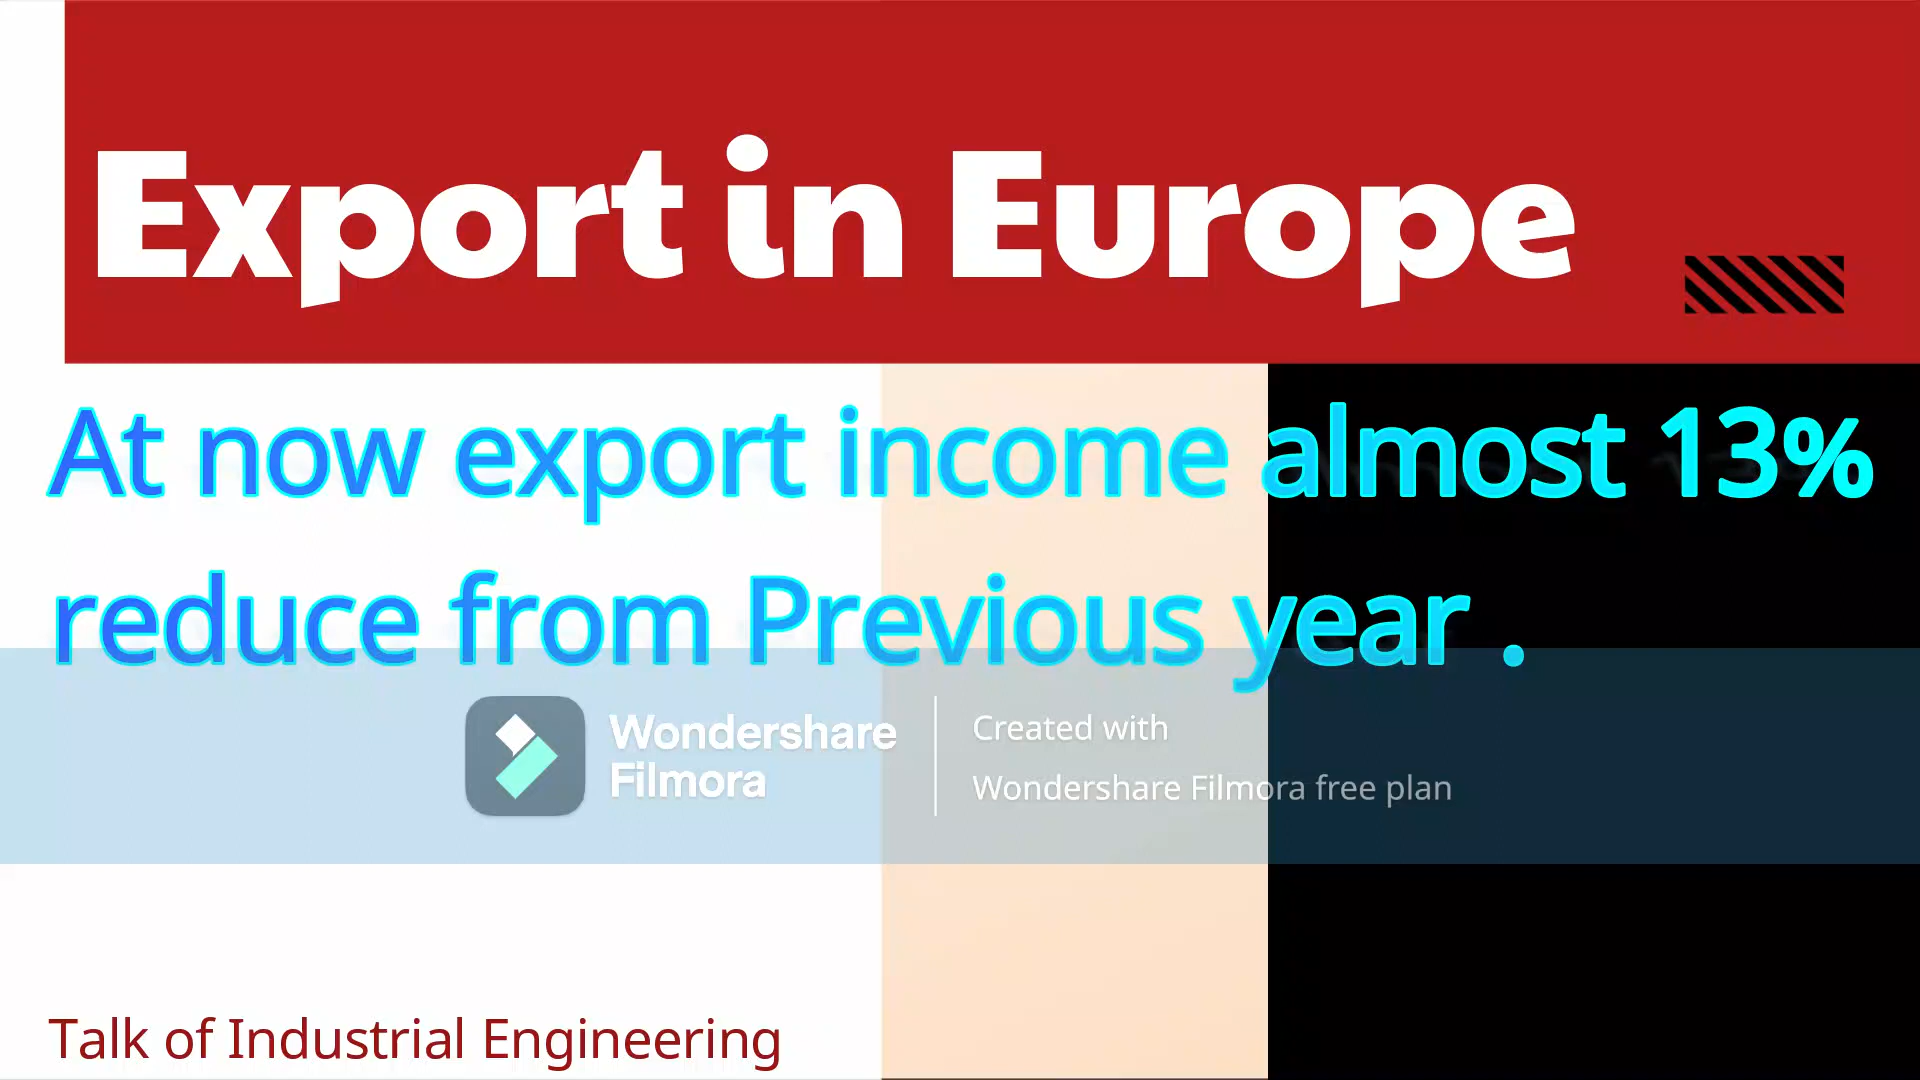 Export in Europe
At now export income almost 13%
reduce from Previous year .
Wondershare
Filmora
Created with
Wondershare Filmora free plan
Talk of Industrial Engineering